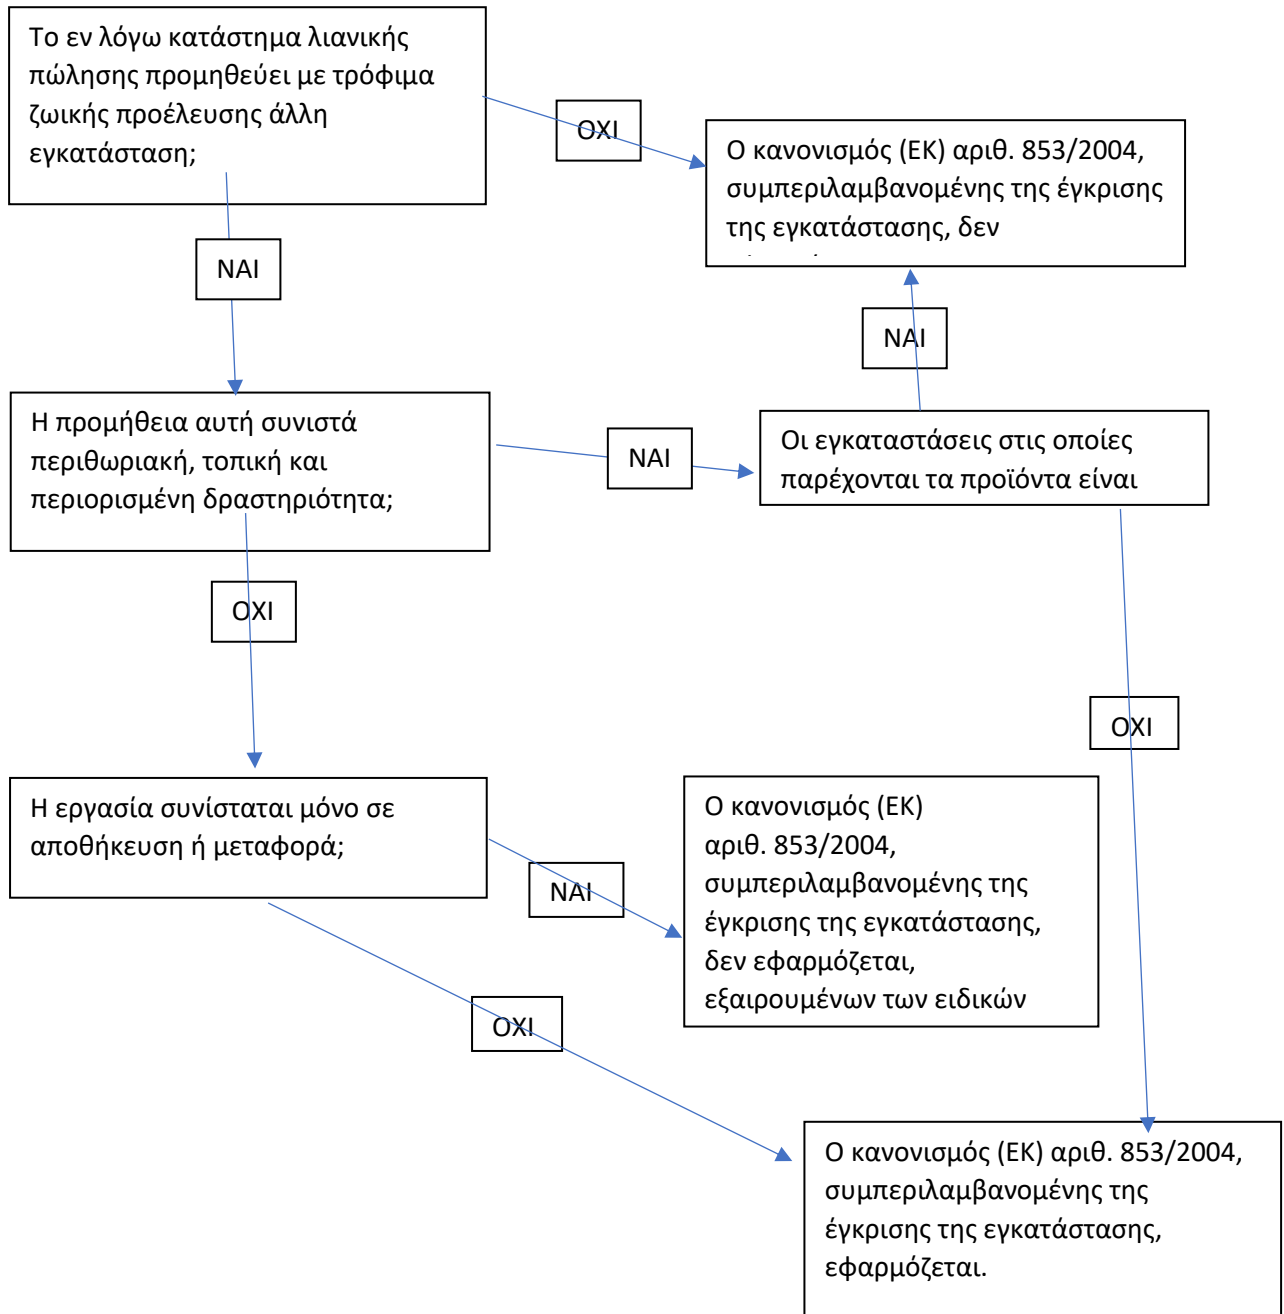 Το εν λόγω κατάστημα λιανικής
πώλησης προμηθεύει με τρόφιμα
ζωικής προέλευσης άλλη
εγκατάσταση;
ΟΧΙ
Ο κανονισμός (ΕΚ) αριθ. 853/2004,
συμπεριλαμβανομένης της έγκρισης
της εγκατάστασης, δεν
ΝΑΙ
ΝΑΙ
Η προμήθεια αυτή συνιστά
περιθωριακή, τοπική και
περιορισμένη δραστηριότητα;
ΝΑΙ
Οι εγκαταστάσεις στις οποίες
παρέχονται τα προϊόντα είναι
ΟΧΙ
ΟΧΙ
Η εργασία συνίσταται μόνο σε
αποθήκευση ή μεταφορά;
ΝΑΙ
Ο κανονισμός (ΕΚ)
αριθ. 853/2004,
συμπεριλαμβανομένης της
έγκρισης της εγκατάστασης,
δεν εφαρμόζεται,
εξαιρουμένων των ειδικών
ΟΧΙ
Ο κανονισμός (ΕΚ) αριθ. 853/2004,
συμπεριλαμβανομένης της
έγκρισης της εγκατάστασης,
εφαρμόζεται.